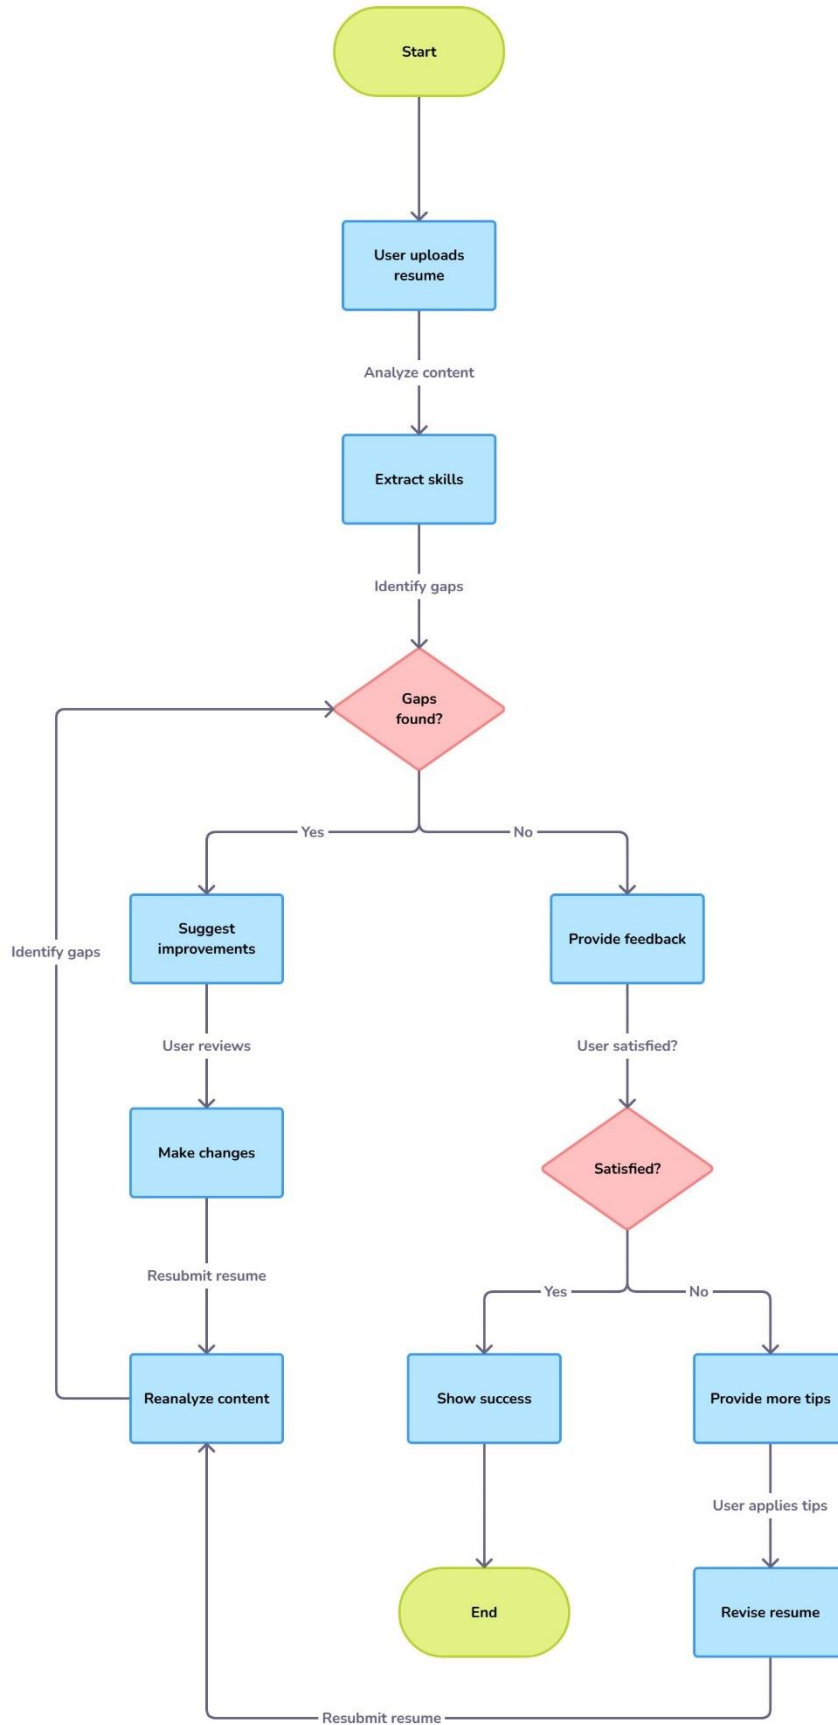 Start
User uploads
resume
Analyze content
Extract skills
Identify gaps
Gaps
found?
Yes
No
Suggest
improvements
Provide feedback
Identify gaps
User reviews
User satisfied?
Make changes
Satisfied?
Resubmit resume
Yes
No
Reanalyze content
Show success
Provide more tips
User applies tips
End
Revise resume
Resubmit resume